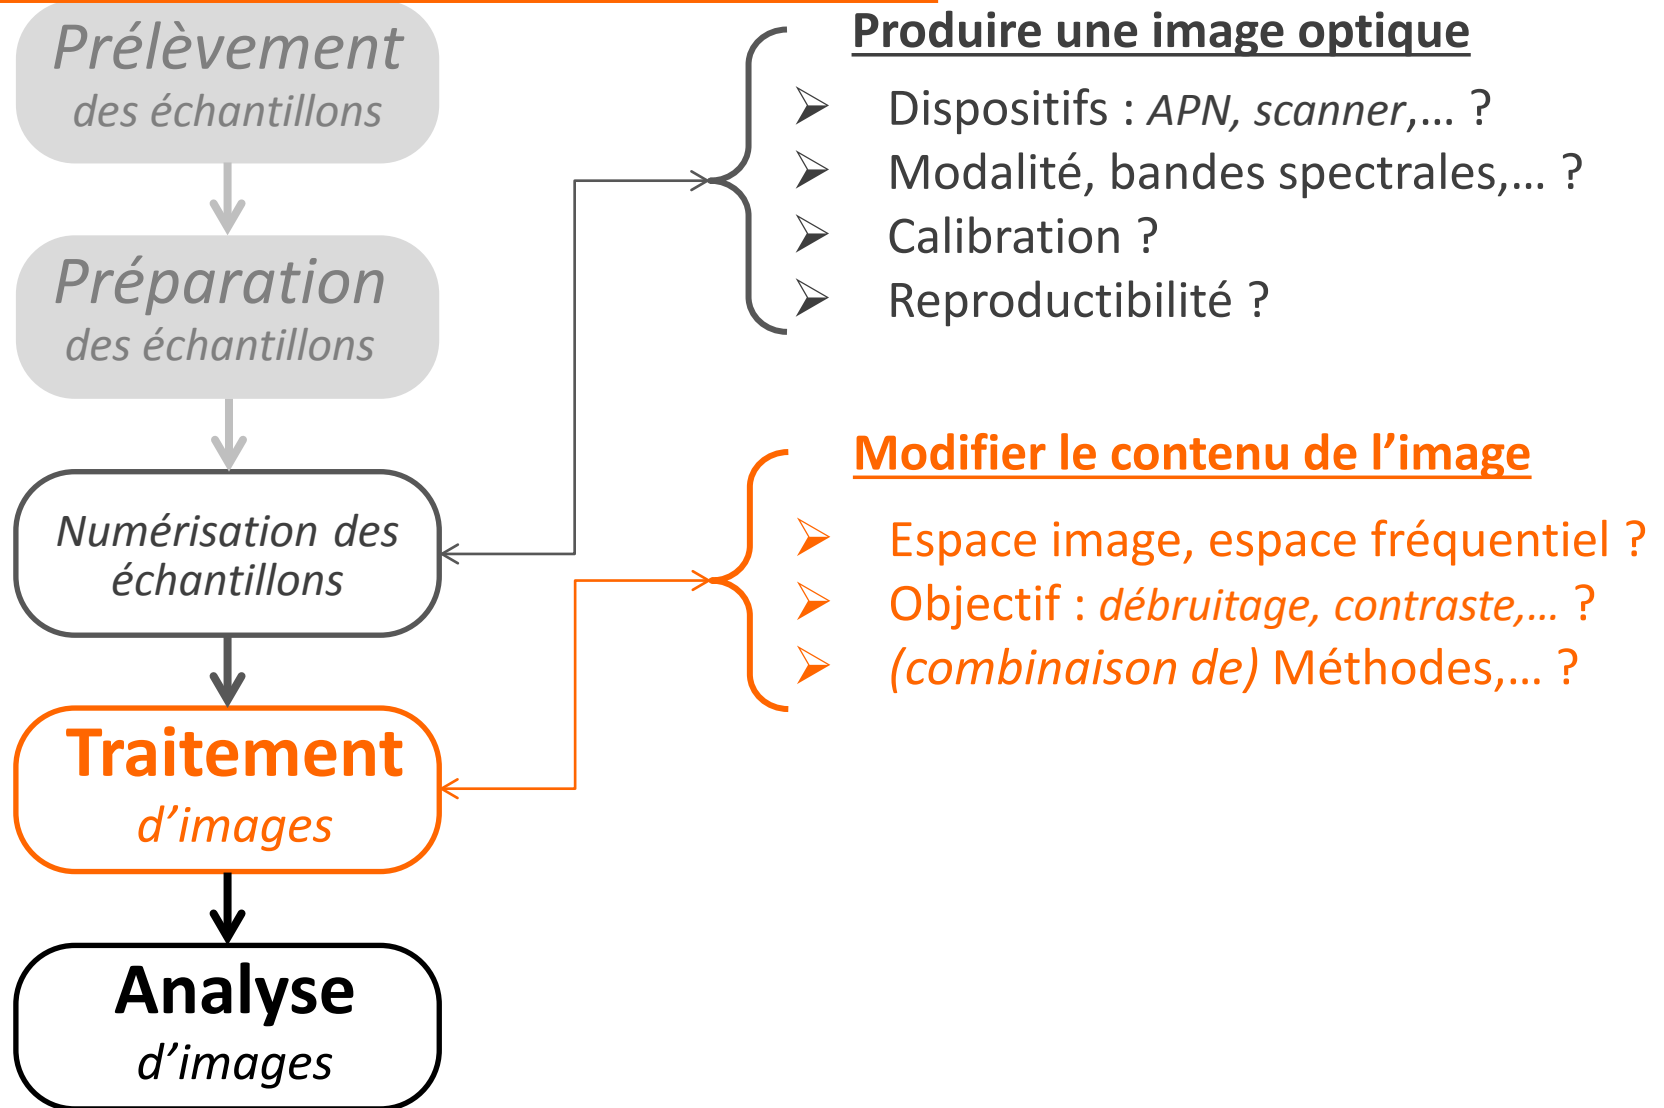 Prélèvement
des échantillons
Préparation
des échantillons
Numérisation des
échantillons
Traitement
d’images
Analyse
d’images
Produire une image optique
➢ Dispositifs : APN, scanner,… ?
➢ Modalité, bandes spectrales,… ?
➢ Calibration ?
➢ Reproductibilité ?
Modifier le contenu de l’image
➢ Espace image, espace fréquentiel ?
➢ Objectif : débruitage, contraste,… ?
➢ (combinaison de) Méthodes,… ?